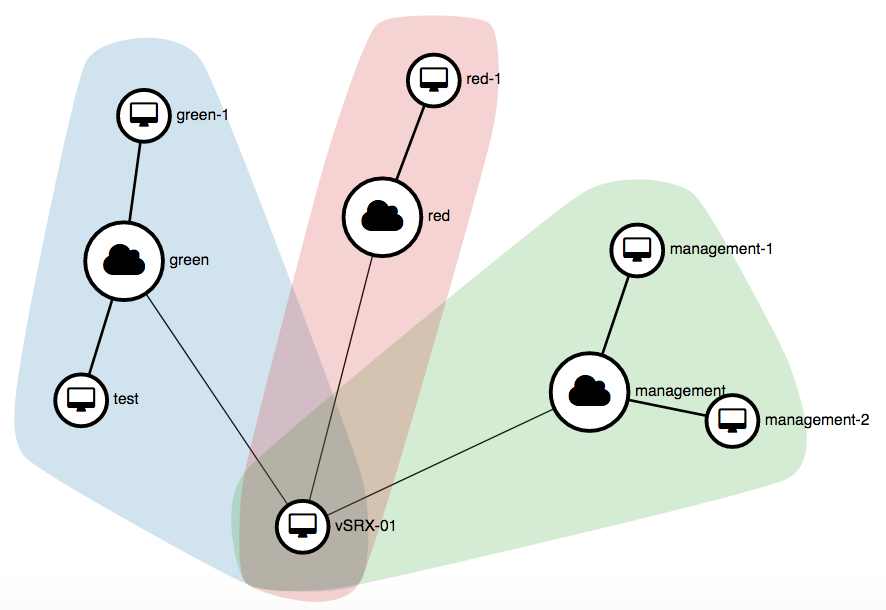 red-1
green-1
red
management-1
green
management
test
management-2
vSRX-01